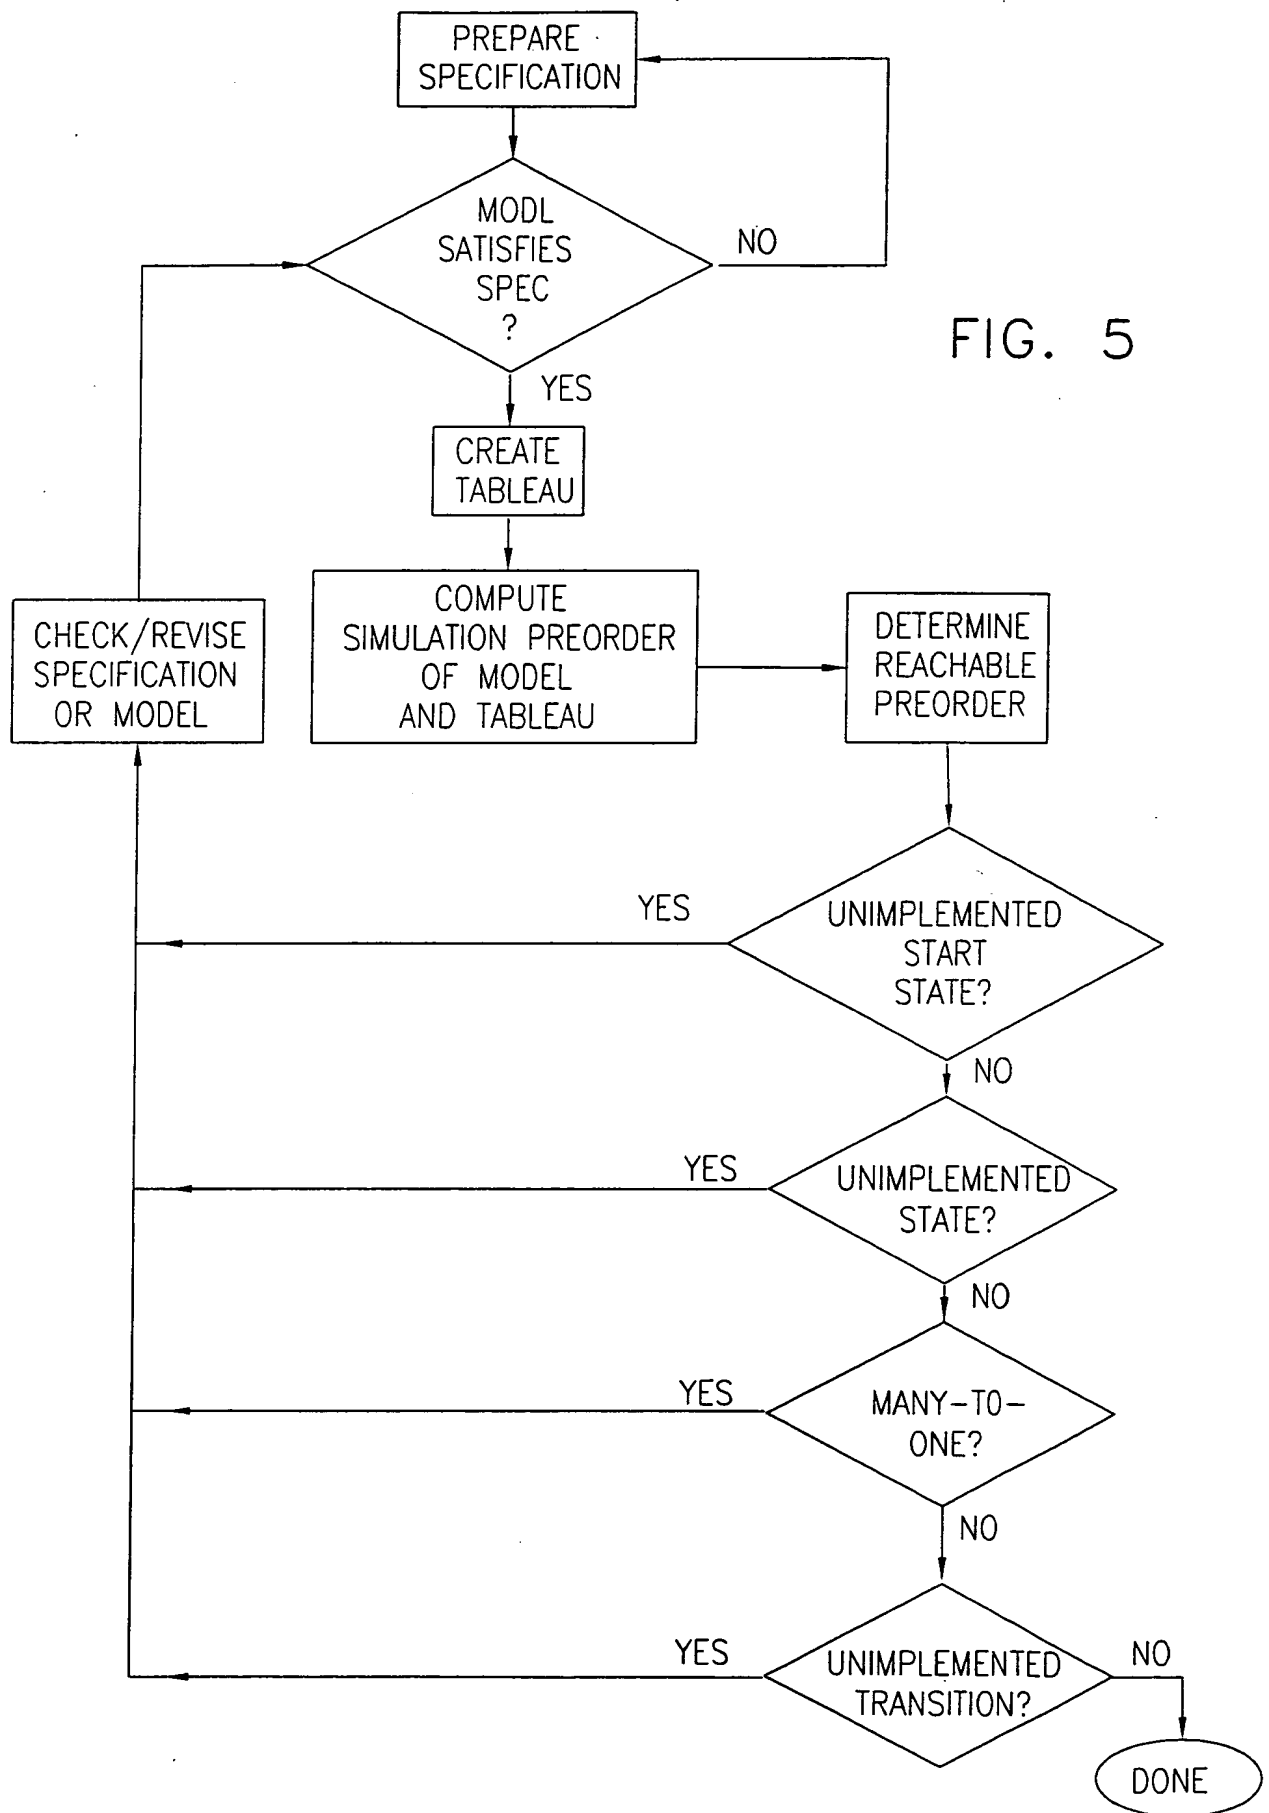 PREPARE
SPECIFICATION
MODL
SATISFIES
SPEC
?
NO
FIG. 5
YES
CREATE
TABLEAU
CHECK/REVISE
SPECIFICATION
OR MODEL
COMPUTE
SIMULATION PREORDER
OF MODEL
AND TABLEAU
DETERMINE
REACHABLE
PREORDER
YES
UNIMPLEMENTED
START
STATE?
NO
YES
UNIMPLEMENTED
STATE?
NO
YES
MANY-TO-
ONE?
NO
YES
UNIMPLEMENTED
TRANSITION?
NO
DONE